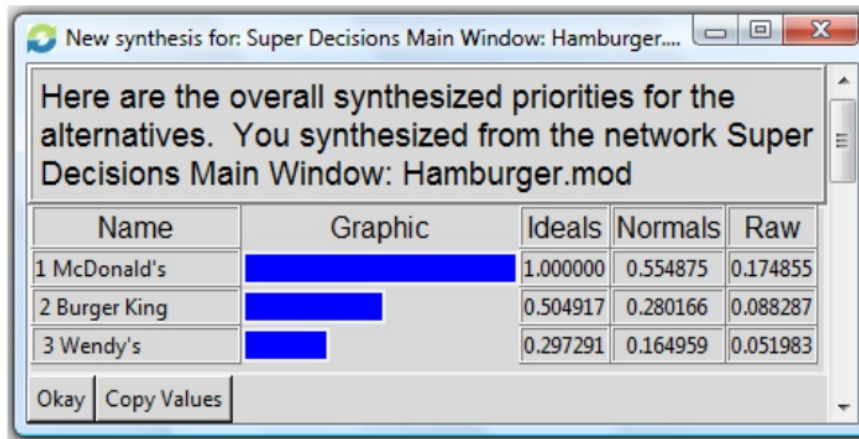 New synthesis for: Super Decisions Main Window: Hamburger....
Here are the overall synthesized priorities for the
alternatives. You synthesized from the network Super
Decisions Main Window: Hamburger.mod
Name Graphic Ideals Normals Raw
1 McDonald's 1.000000 0.554875 0.174855
2 Burger King 0.504917 0.280166 0.088287
3 Wendy's 0.297291 0.164959 0.051983
Okay Copy Values